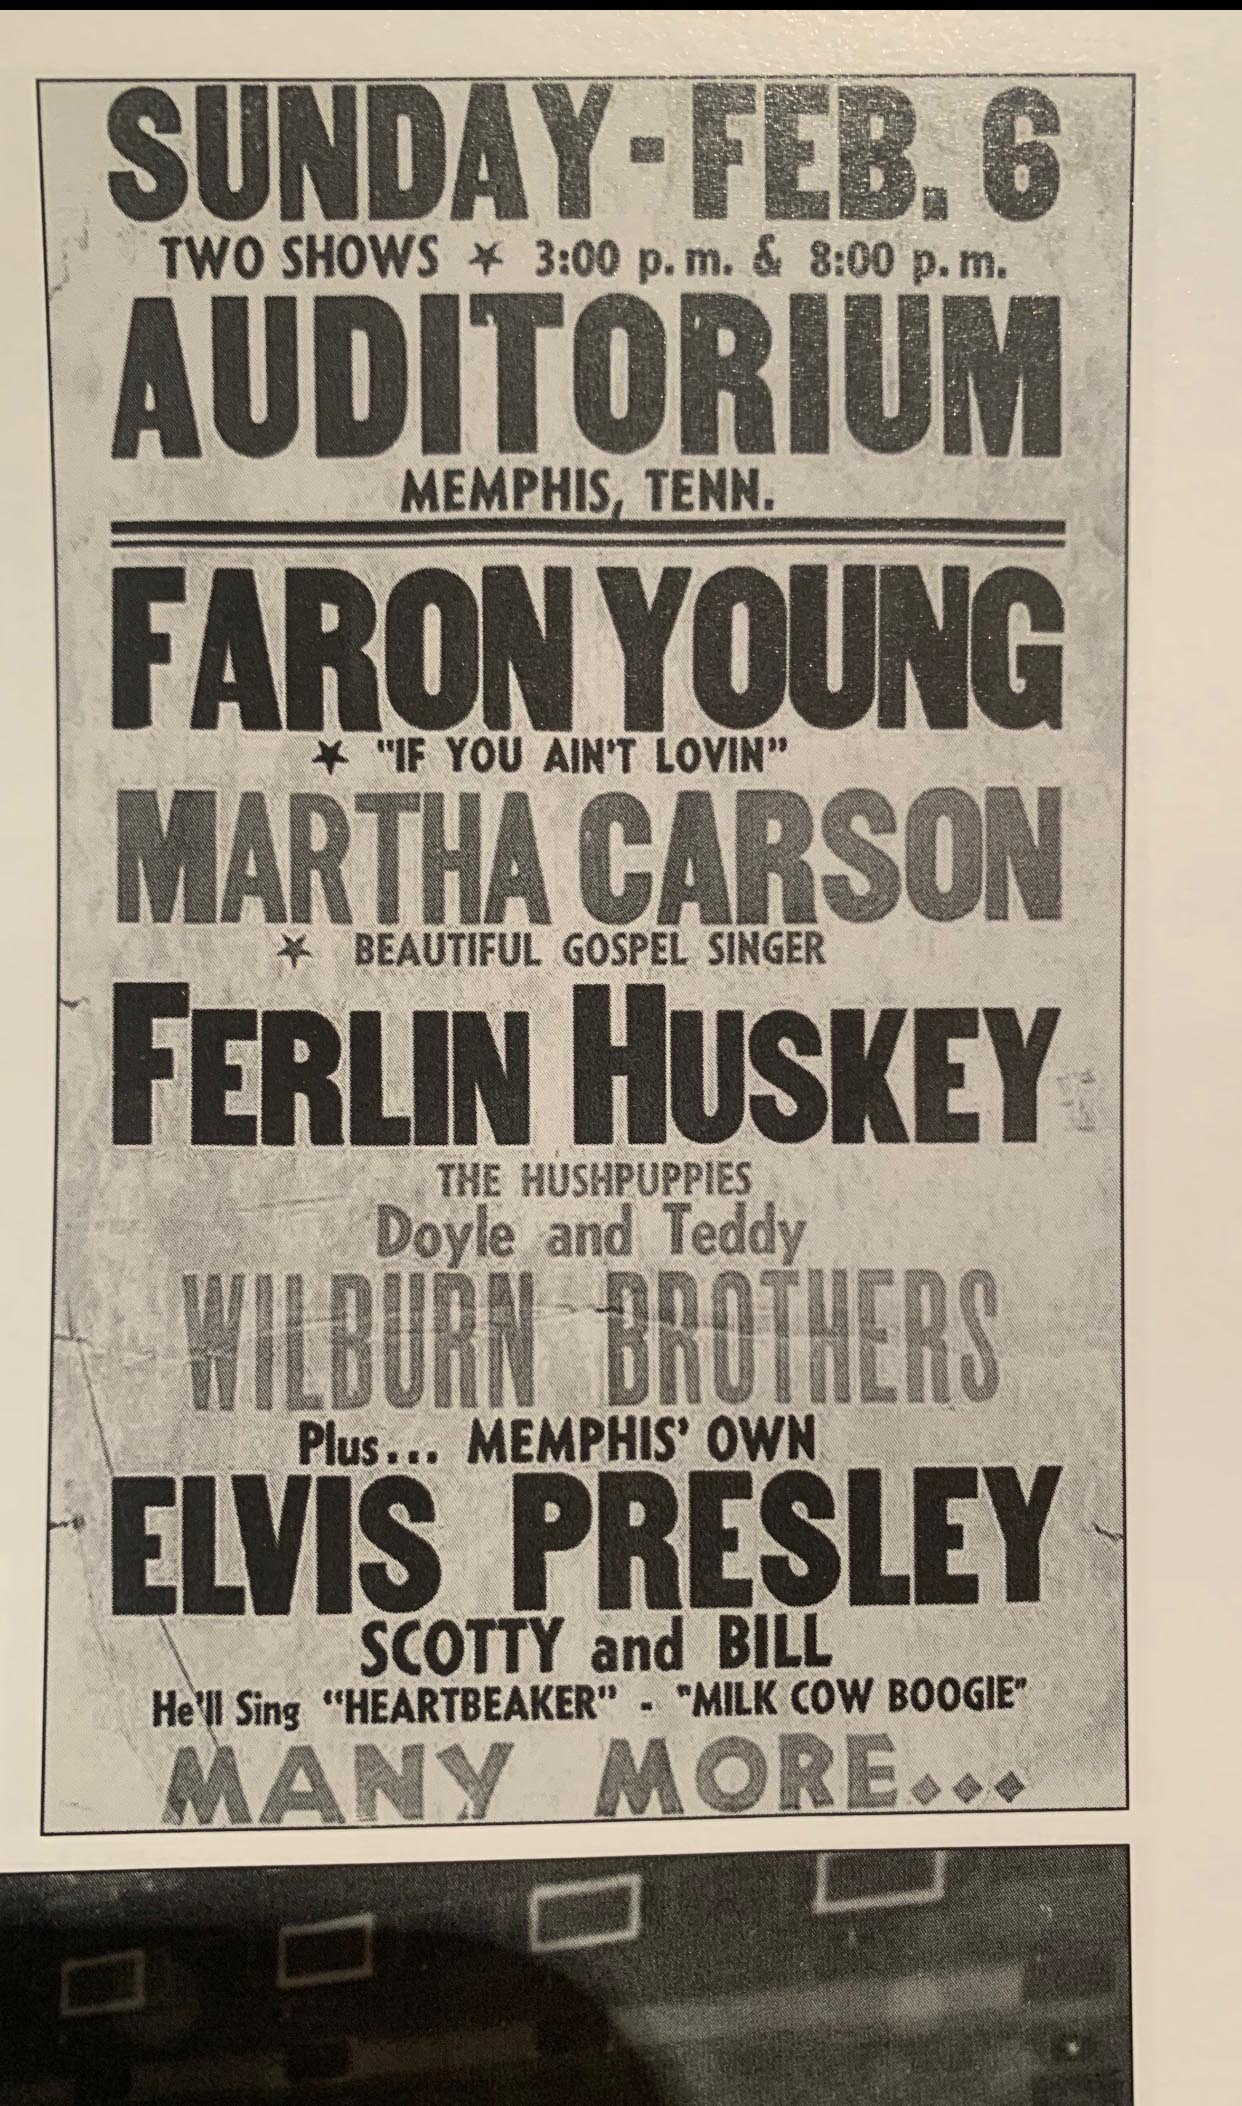 SUNDAY - FEB. 6
TWO SHOWS ★ 3:00 p.m. & 8:00 p.m.
AUDITORIUM
MEMPHIS, TENN.
FARON YOUNG
★ "IF YOU AIN'T LOVIN"
MARTHA CARSON
★ BEAUTIFUL GOSPEL SINGER
FERLIN HUSKEY
THE HUSHPUPPIES
Doyle and Teddy
WILBURN BROTHERS
Plus... MEMPHIS' OWN
ELVIS PRESLEY
SCOTTY and BILL
He'll Sing "HEARTBEAKER" - "MILK COW BOOGIE"
MANY MORE...